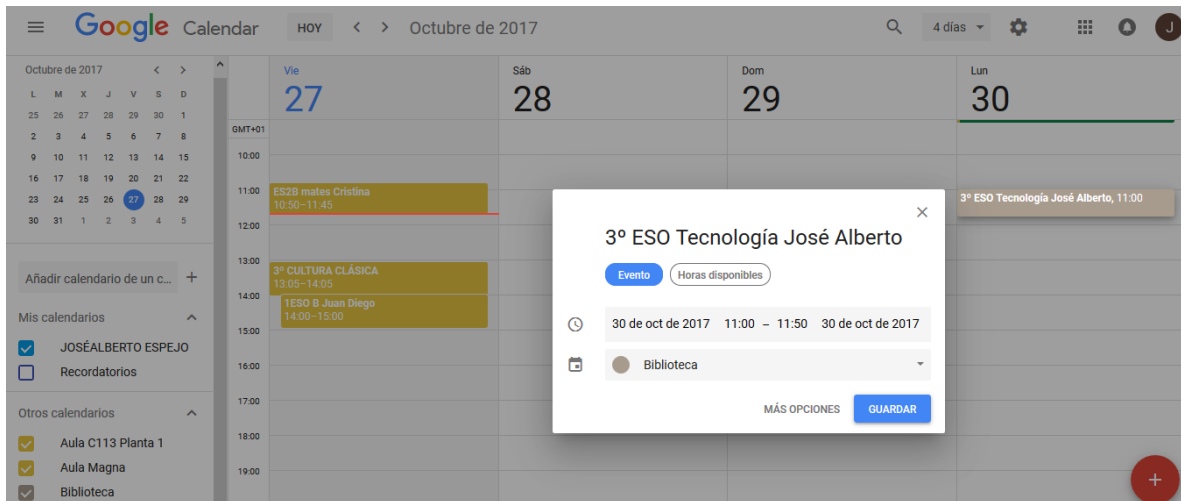 Google Calendar HOY < > Octubre de 2017 4 días J
Octubre de 2017 < >
L M X J V S D
25 26 27 28 29 30 1
2 3 4 5 6 7 8
9 10 11 12 13 14 15
16 17 18 19 20 21 22
23 24 25 26 27 28 29
30 31 1 2 3 4 5
Añadir calendario de un c... +
Mis calendarios
JOSÉALBERTO ESPEJO
Recordatorios
Otros calendarios
Aula C113 Planta 1
Aula Magna
Biblioteca
Vie Sáb Dom Lun
27 28 29 30
GMT+01
10:00
11:00
12:00
13:00
14:00
15:00
16:00
17:00
18:00
19:00
ES2B mates Cristina
10:50–11:45
3º CULTURA CLÁSICA
13:05–14:05
1ESO B Juan Diego
14:00–15:00
3º ESO Tecnología José Alberto, 11:00
3º ESO Tecnología José Alberto
Evento Horas disponibles
30 de oct de 2017 11:00 – 11:50 30 de oct de 2017
Biblioteca
MÁS OPCIONES GUARDAR
+